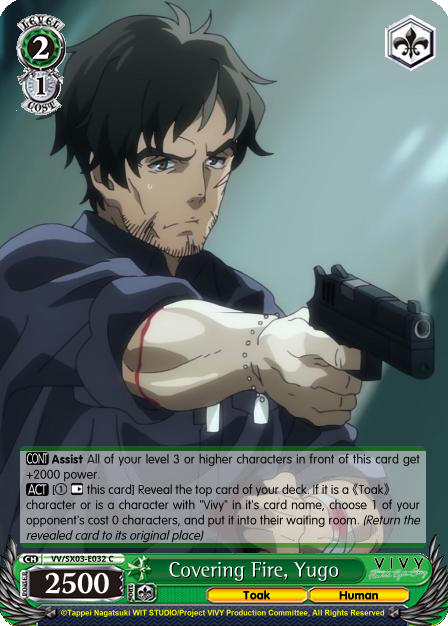 LEVEL
2
1
COST
CONT Assist All of your level 3 or higher characters in front of this card get
+2000 power.
ACT [① this card] Reveal the top card of your deck. If it is a 《Toak》
character or is a character with "Vivy" in it's card name, choose 1 of your
opponent's cost 0 characters, and put it into their waiting room. (Return the
revealed card to its original place)
CH VV/SX03-E032 C
POWER 2500 SOUL
Covering Fire, Yugo
VIVY
Toak Human
©Tappei Nagatsuki WIT STUDIO/Project VIVY Production Committee, All Rights Reserved